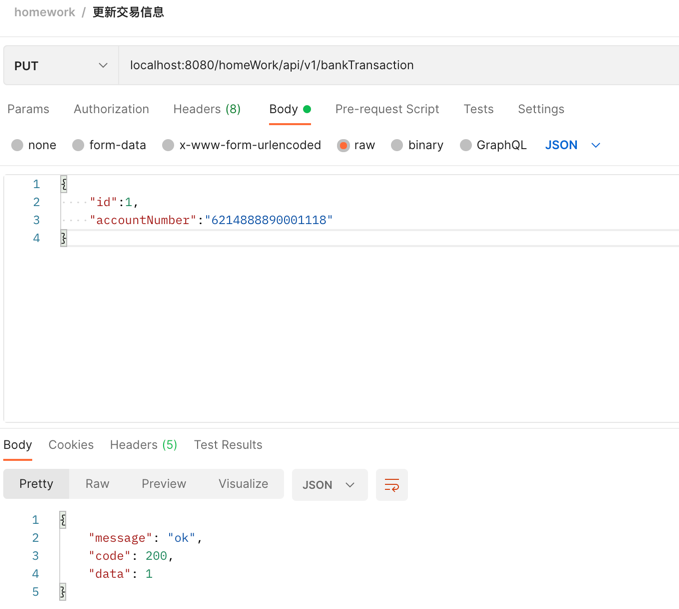 homework / 更新交易信息
PUT localhost:8080/homeWork/api/v1/bankTransaction
Params Authorization Headers (8) Body Pre-request Script Tests Settings
none form-data x-www-form-urlencoded raw binary GraphQL JSON
1 {
2 "id":1,
3 "accountNumber":"6214888890001118"
4 }
Body Cookies Headers (5) Test Results
Pretty Raw Preview Visualize JSON
1 {
2 "message": "ok",
3 "code": 200,
4 "data": 1
5 }